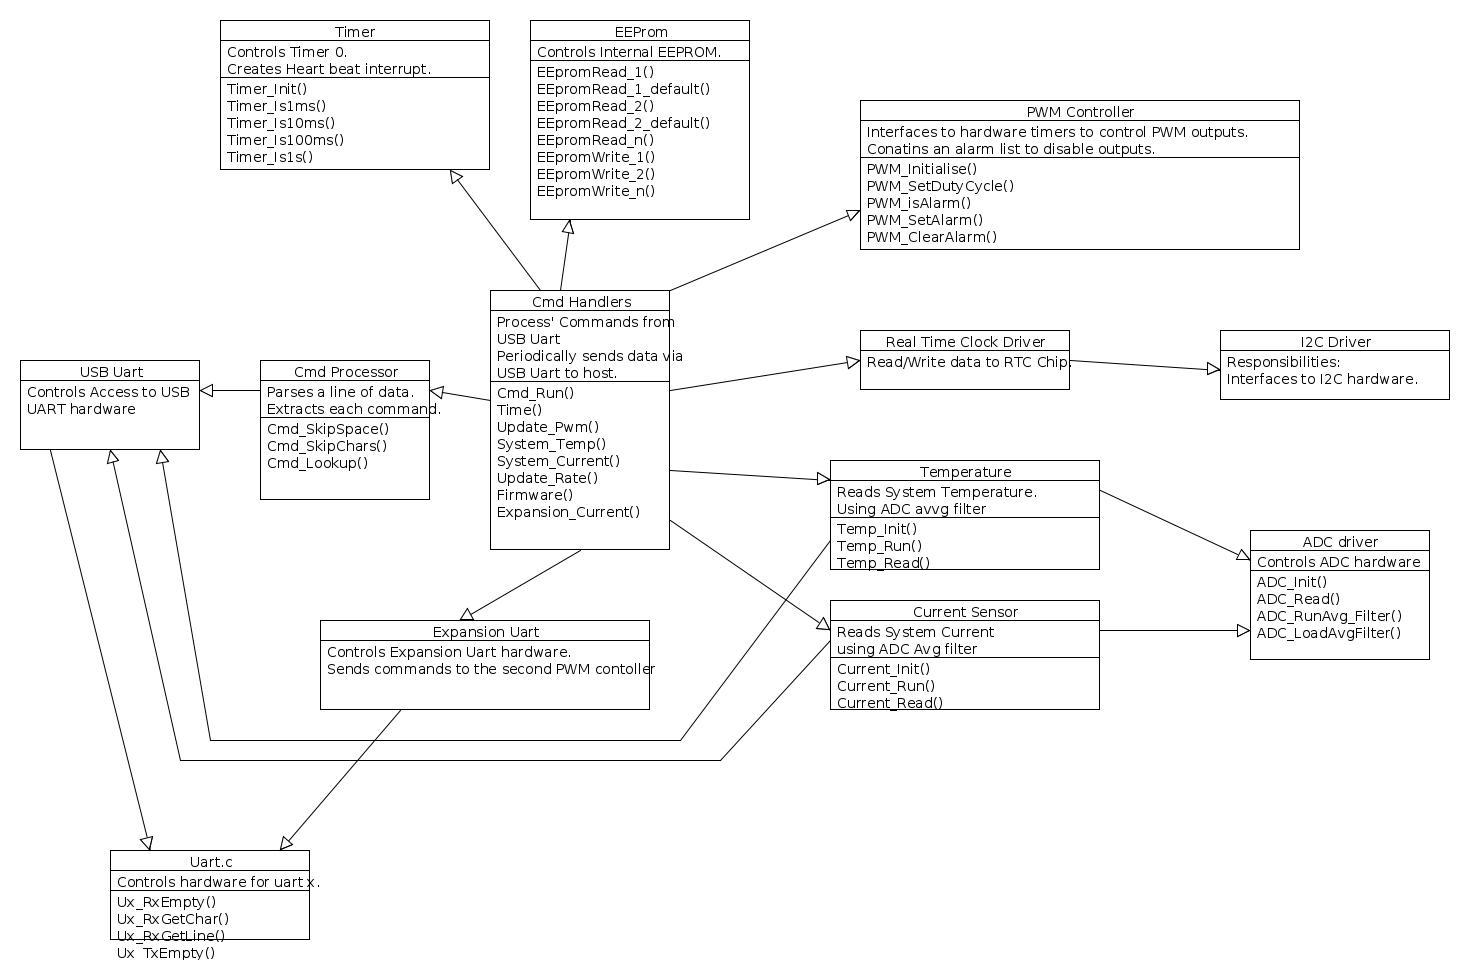 Timer
Controls Timer 0.
Creates Heart beat interrupt.
Timer_Init()
Timer_Is1ms()
Timer_Is10ms()
Timer_Is100ms()
Timer_Is1s()
EEProm
Controls Internal EEPROM.
EEpromRead_1()
EEpromRead_1_default()
EEpromRead_2()
EEpromRead_2_default()
EEpromRead_n()
EEpromWrite_1()
EEpromWrite_2()
EEpromWrite_n()
PWM Controller
Interfaces to hardware timers to control PWM outputs.
Conatins an alarm list to disable outputs.
PWM_Initialise()
PWM_SetDutyCycle()
PWM_isAlarm()
PWM_SetAlarm()
PWM_ClearAlarm()
Cmd Handlers
Process' Commands from
USB Uart
Periodically sends data via
USB Uart to host.
Cmd_Run()
Time()
Update_Pwm()
System_Temp()
System_Current()
Update_Rate()
Firmware()
Expansion_Current()
Real Time Clock Driver
Read/Write data to RTC Chip.
I2C Driver
Responsibilities:
Interfaces to I2C hardware.
USB Uart
Controls Access to USB
UART hardware
Cmd Processor
Parses a line of data.
Extracts each command.
Cmd_SkipSpace()
Cmd_SkipChars()
Cmd_Lookup()
Temperature
Reads System Temperature.
Using ADC avvg filter
Temp_Init()
Temp_Run()
Temp_Read()
ADC driver
Controls ADC hardware
ADC_Init()
ADC_Read()
ADC_RunAvg_Filter()
ADC_LoadAvgFilter()
Current Sensor
Reads System Current
using ADC Avg filter
Current_Init()
Current_Run()
Current_Read()
Expansion Uart
Controls Expansion Uart hardware.
Sends commands to the second PWM contoller
Uart.c
Controls hardware for uart x.
Ux_RxEmpty()
Ux_RxGetChar()
Ux_RxGetLine()
Ux_TxEmpty()